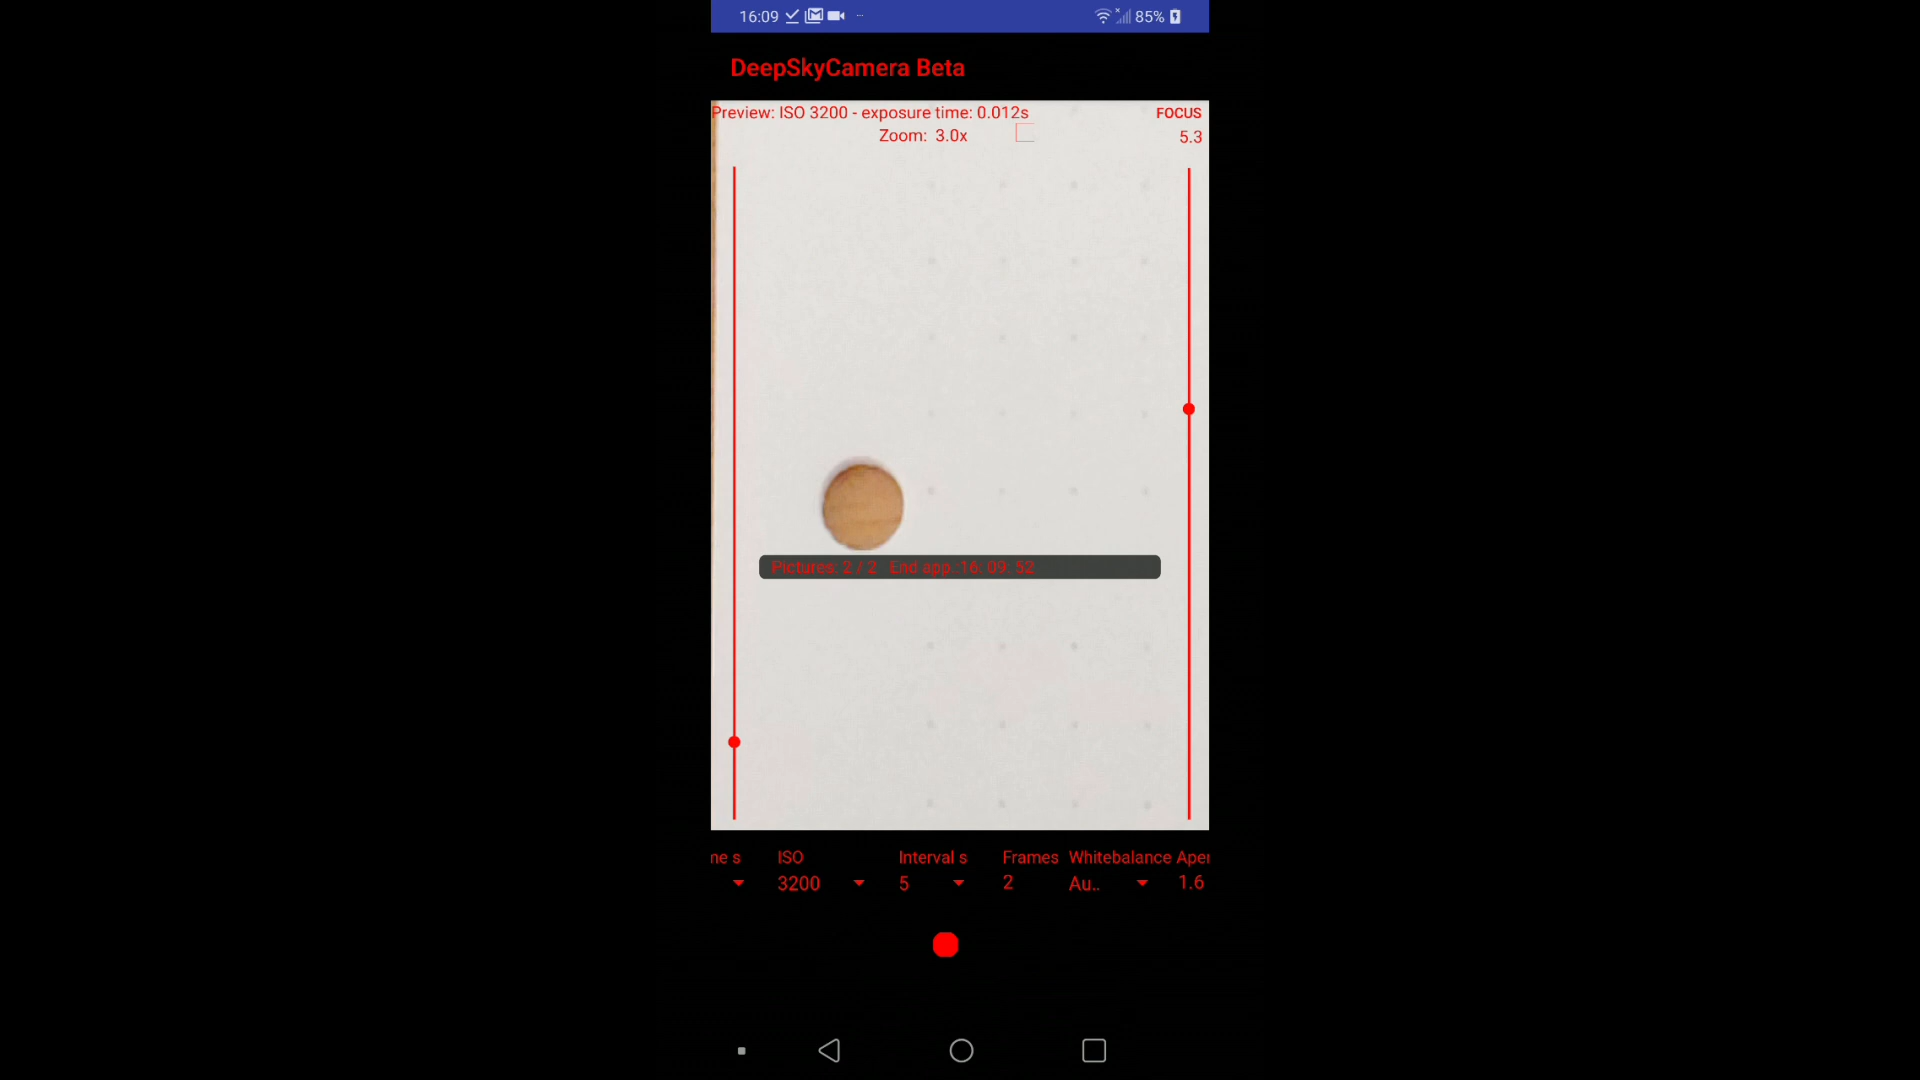 16:09 ... 85%
DeepSkyCamera Beta
Preview: ISO 3200 - exposure time: 0.012s FOCUS
Zoom: 3.0x 5.3
Pictures: 2 / 2 End app.:16: 09: 52
me s ISO Interval s Frames Whitebalance Aper
3200 5 2 Au.. 1.6